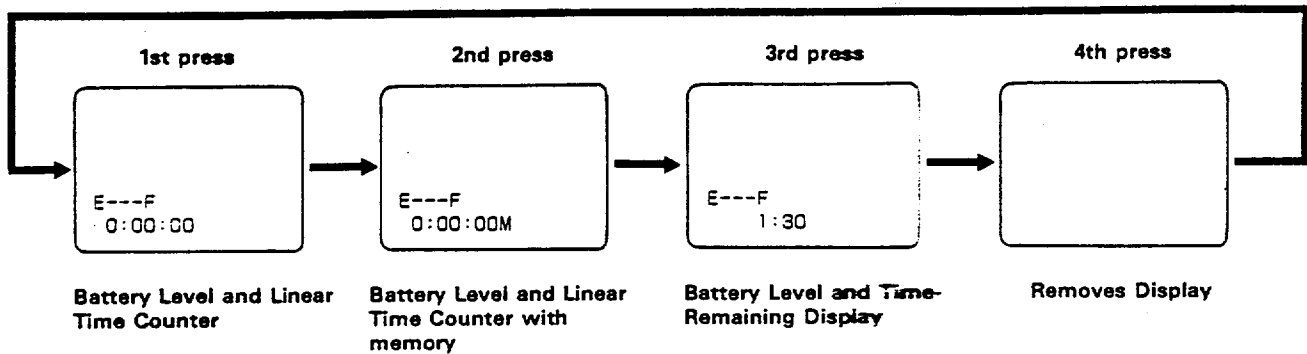 1st press
2nd press
3rd press
4th press
E---F
0:00:00
E---F
0:00:00M
E---F
1:30
Battery Level and Linear
Time Counter
Battery Level and Linear
Time Counter with
memory
Battery Level and Time-
Remaining Display
Removes Display